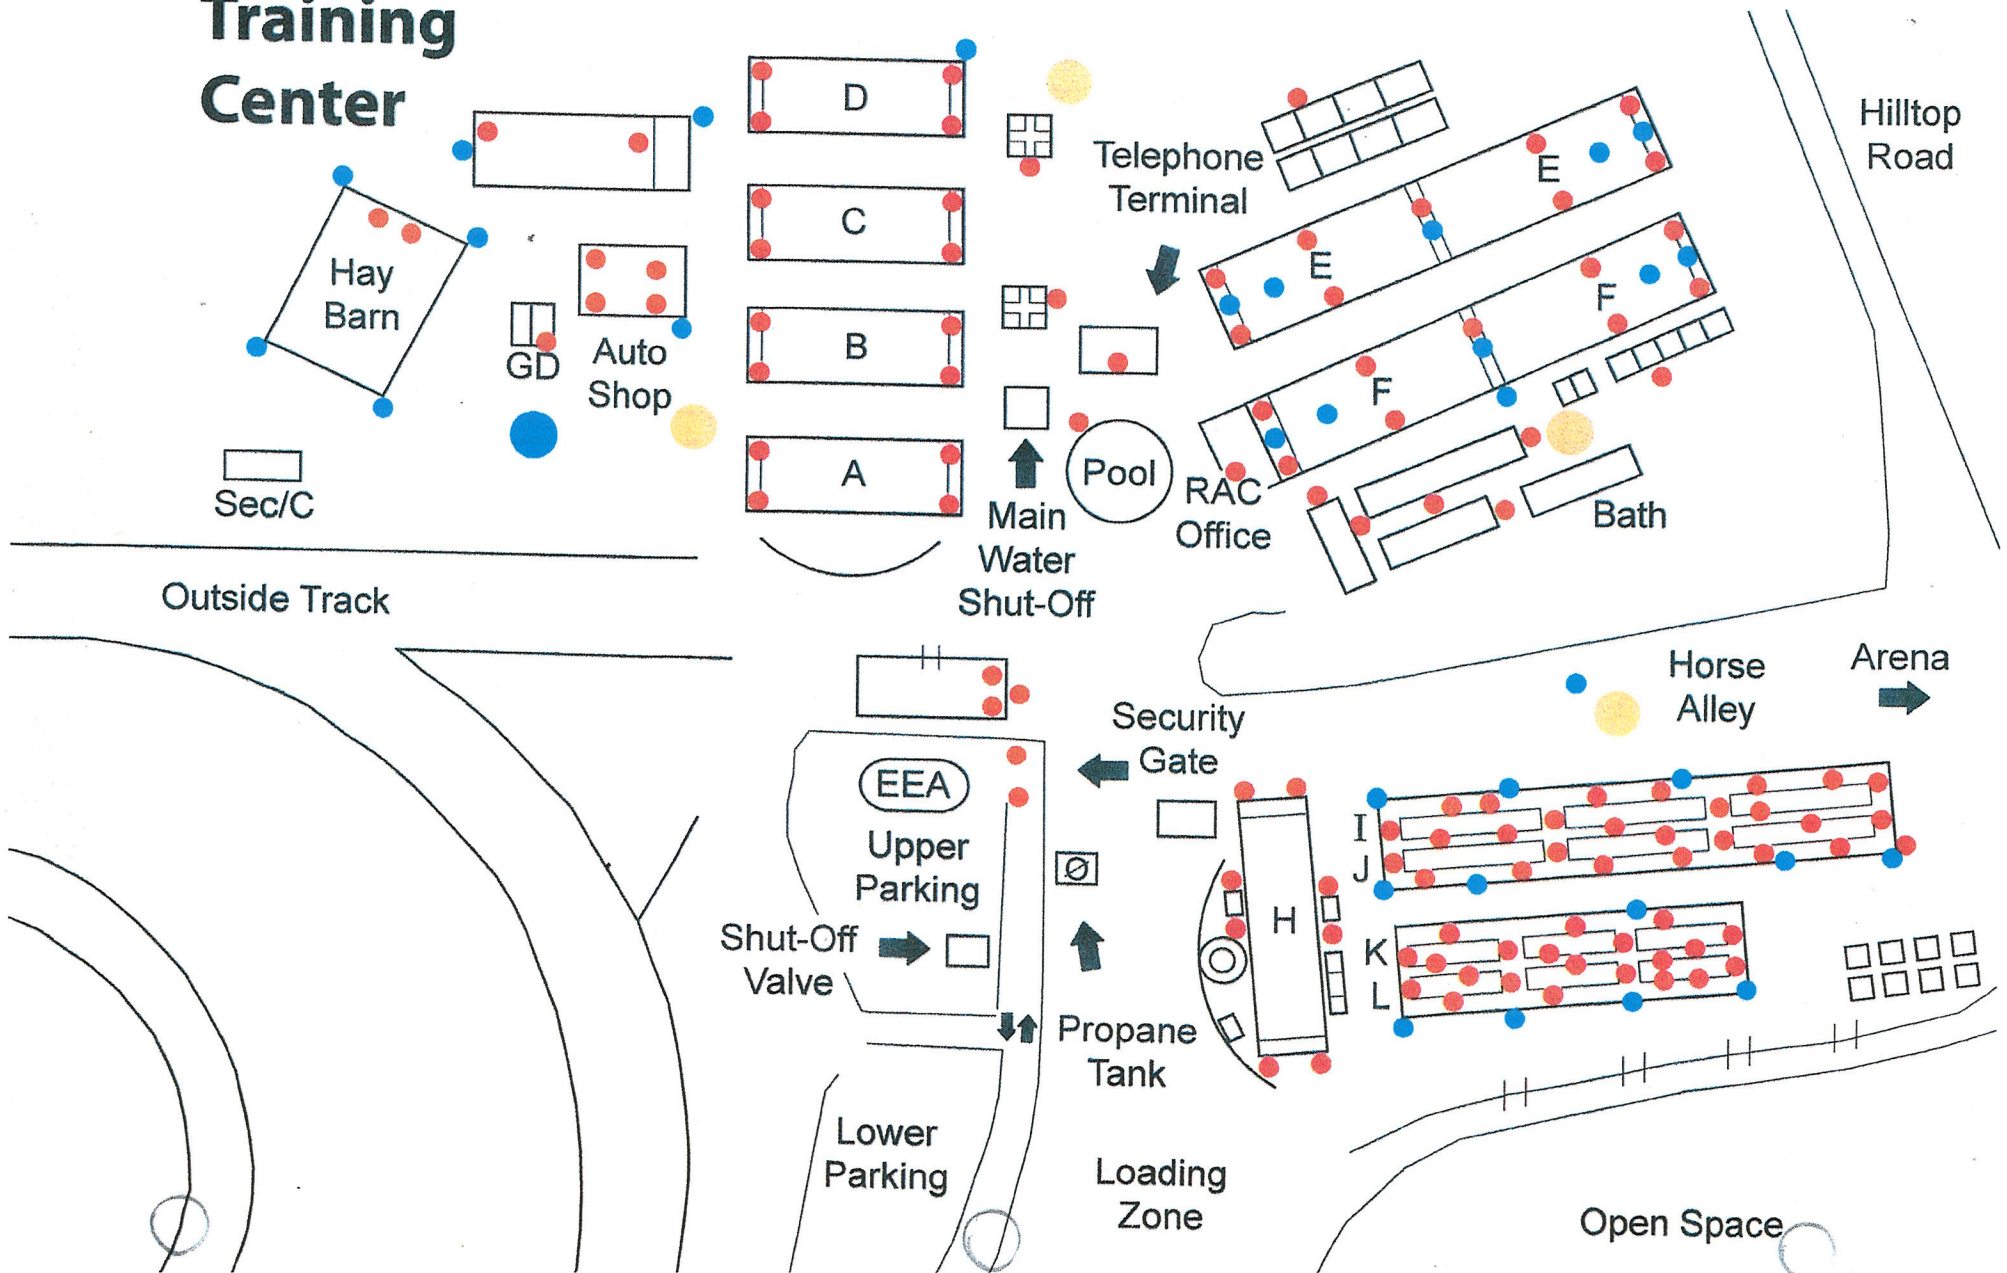 Training
Center
D
Hilltop
Road
Telephone
Terminal
E
C
Hay
Barn
E
F
GD
Auto
Shop
B
F
A
Pool
RAC
Office
Bath
Sec/C
Main
Water
Shut-Off
Outside Track
Horse
Alley
Arena
Security
Gate
EEA
Upper
Parking
I
J
H
K
L
Shut-Off
Valve
Propane
Tank
Lower
Parking
Loading
Zone
Open Space